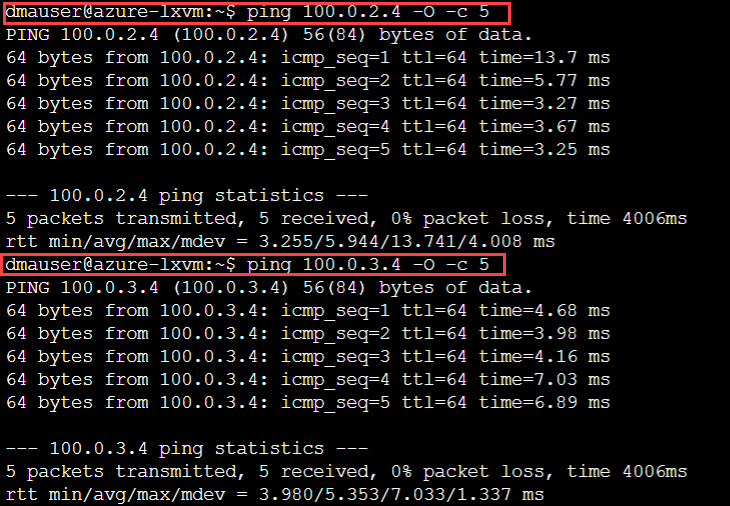 dmauser@azure-lxvm:~$ ping 100.0.2.4 -O -c 5
PING 100.0.2.4 (100.0.2.4) 56(84) bytes of data.
64 bytes from 100.0.2.4: icmp_seq=1 ttl=64 time=13.7 ms
64 bytes from 100.0.2.4: icmp_seq=2 ttl=64 time=5.77 ms
64 bytes from 100.0.2.4: icmp_seq=3 ttl=64 time=3.27 ms
64 bytes from 100.0.2.4: icmp_seq=4 ttl=64 time=3.67 ms
64 bytes from 100.0.2.4: icmp_seq=5 ttl=64 time=3.25 ms
--- 100.0.2.4 ping statistics ---
5 packets transmitted, 5 received, 0% packet loss, time 4006ms
rtt min/avg/max/mdev = 3.255/5.944/13.741/4.008 ms
dmauser@azure-lxvm:~$ ping 100.0.3.4 -O -c 5
PING 100.0.3.4 (100.0.3.4) 56(84) bytes of data.
64 bytes from 100.0.3.4: icmp_seq=1 ttl=64 time=4.68 ms
64 bytes from 100.0.3.4: icmp_seq=2 ttl=64 time=3.98 ms
64 bytes from 100.0.3.4: icmp_seq=3 ttl=64 time=4.16 ms
64 bytes from 100.0.3.4: icmp_seq=4 ttl=64 time=7.03 ms
64 bytes from 100.0.3.4: icmp_seq=5 ttl=64 time=6.89 ms
--- 100.0.3.4 ping statistics ---
5 packets transmitted, 5 received, 0% packet loss, time 4006ms
rtt min/avg/max/mdev = 3.980/5.353/7.033/1.337 ms